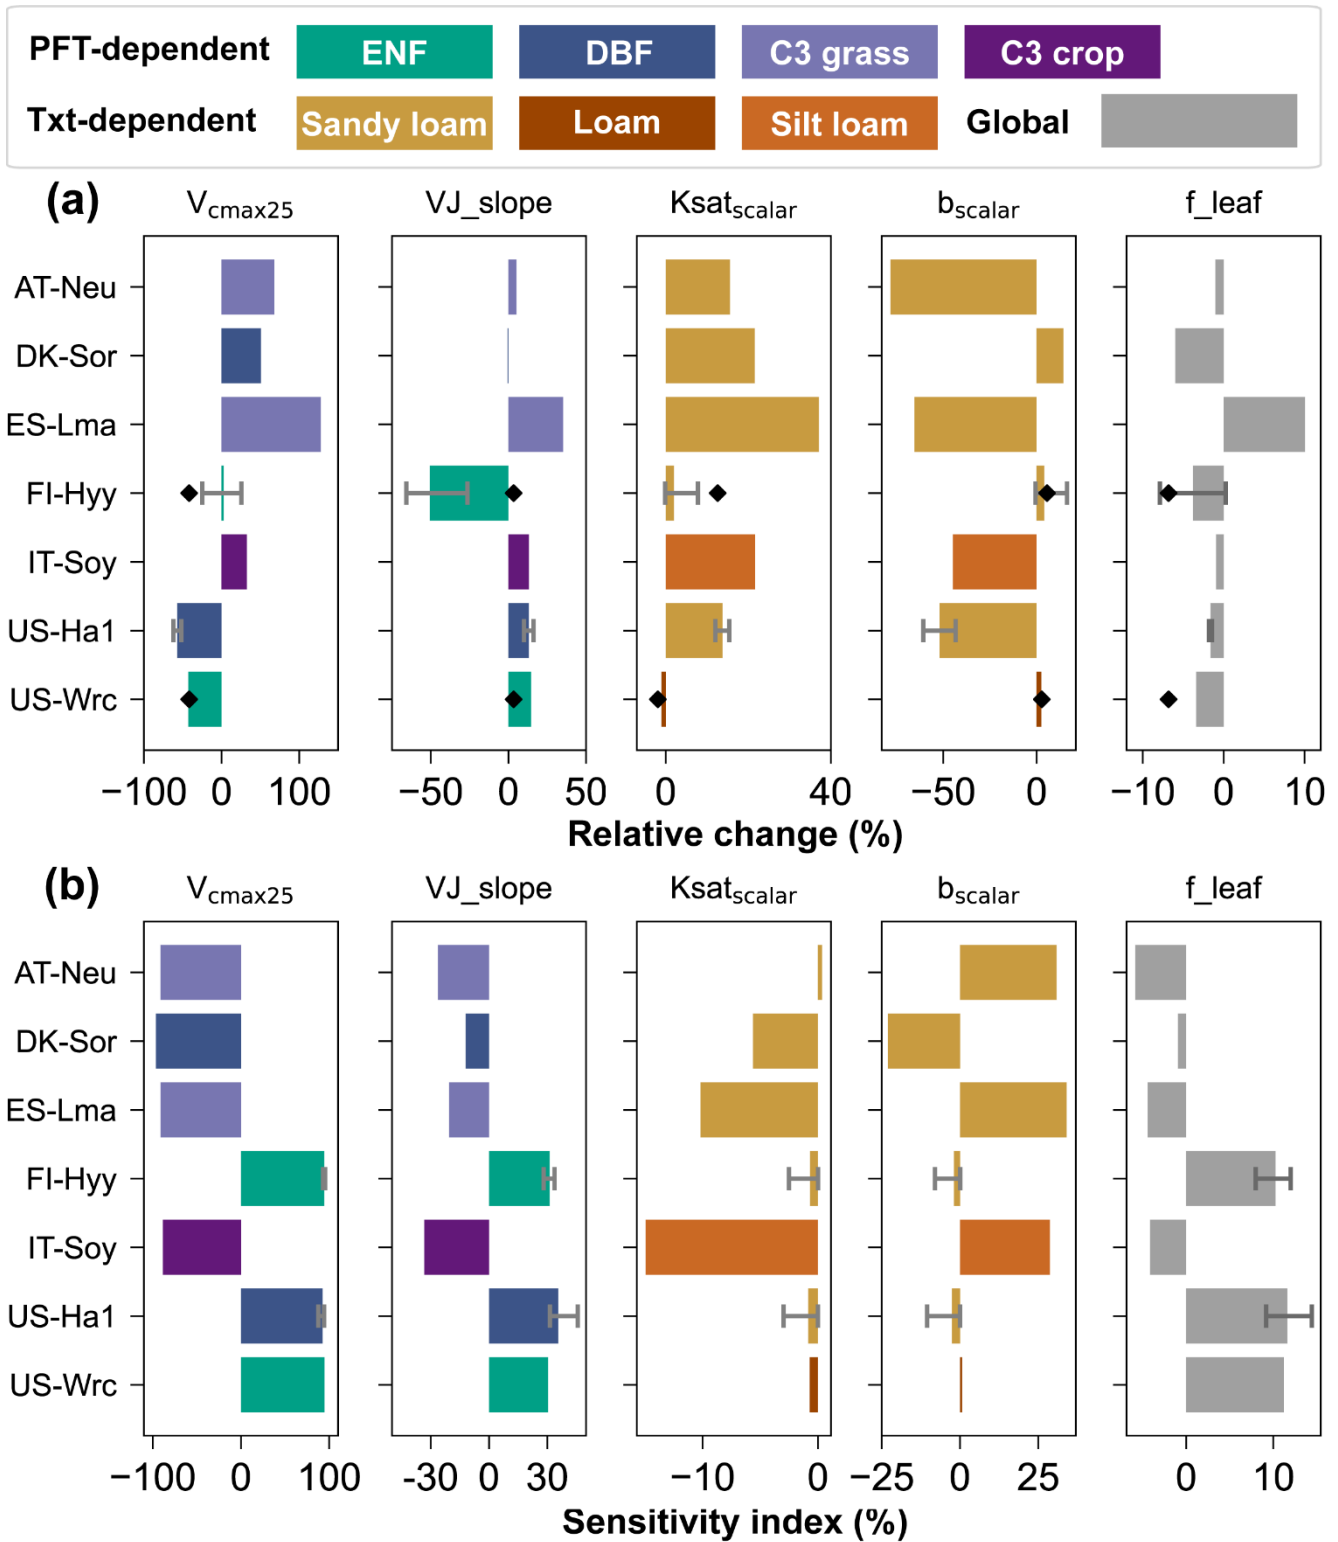 PFT-dependent ENF DBF C3 grass C3 crop
Txt-dependent Sandy loam Loam Silt loam Global
(a) Vcmax25 VJ_slope Ksatscalar bscalar f_leaf
AT-Neu
DK-Sor
ES-Lma
FI-Hyy
IT-Soy
US-Ha1
US-Wrc
−100 0 100 −50 0 50 0 40 −50 0 −10 0 10
Relative change (%)
(b) Vcmax25 VJ_slope Ksatscalar bscalar f_leaf
AT-Neu
DK-Sor
ES-Lma
FI-Hyy
IT-Soy
US-Ha1
US-Wrc
−100 0 100 -30 0 30 −10 0 −25 0 25 0 10
Sensitivity index (%)